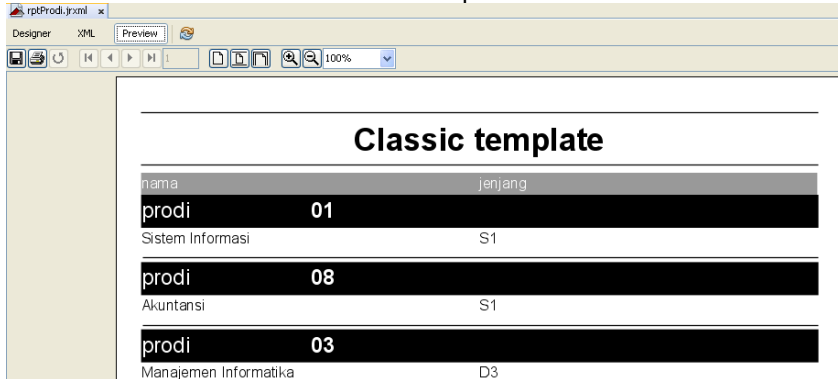 rptProdi.jrxml x
Designer XML Preview
1 100%
Classic template
nama jenjang
prodi 01
Sistem Informasi S1
prodi 08
Akuntansi S1
prodi 03
Manajemen Informatika D3